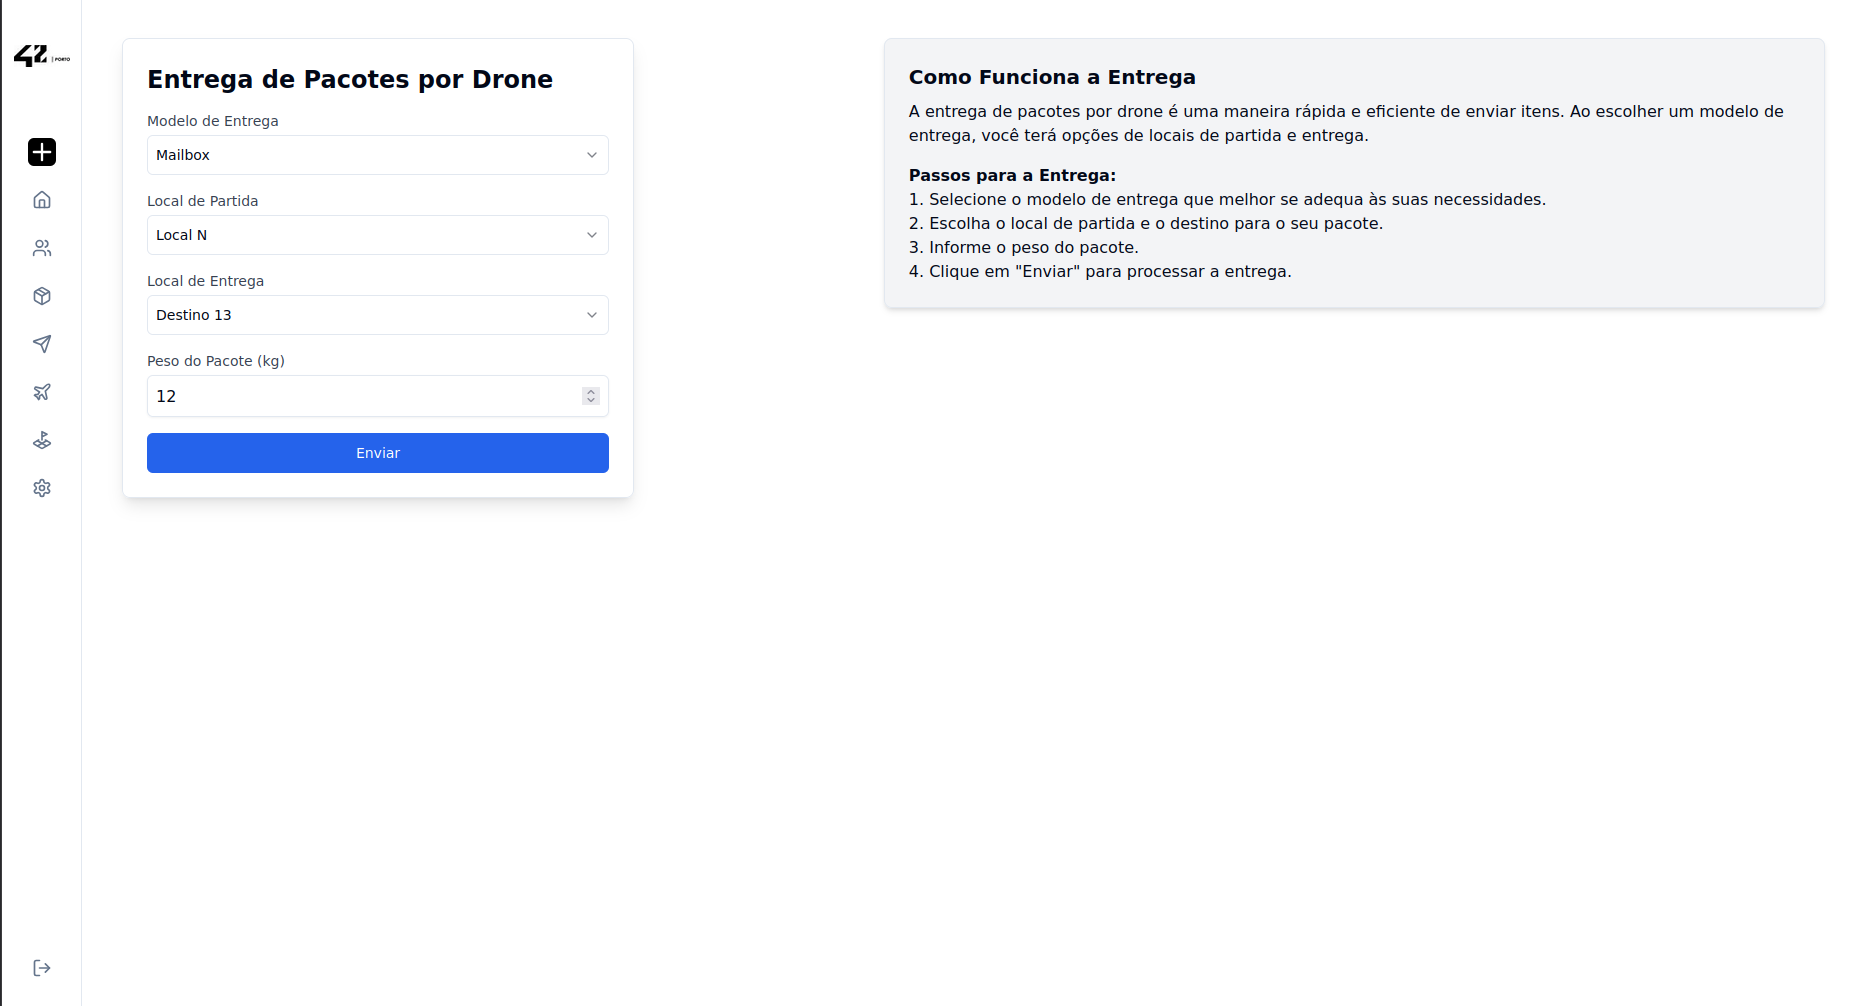 42 PORTO
Entrega de Pacotes por Drone
Modelo de Entrega
Mailbox
Local de Partida
Local N
Local de Entrega
Destino 13
Peso do Pacote (kg)
12
Enviar
Como Funciona a Entrega
A entrega de pacotes por drone é uma maneira rápida e eficiente de enviar itens. Ao escolher um modelo de
entrega, você terá opções de locais de partida e entrega.
Passos para a Entrega:
1. Selecione o modelo de entrega que melhor se adequa às suas necessidades.
2. Escolha o local de partida e o destino para o seu pacote.
3. Informe o peso do pacote.
4. Clique em "Enviar" para processar a entrega.